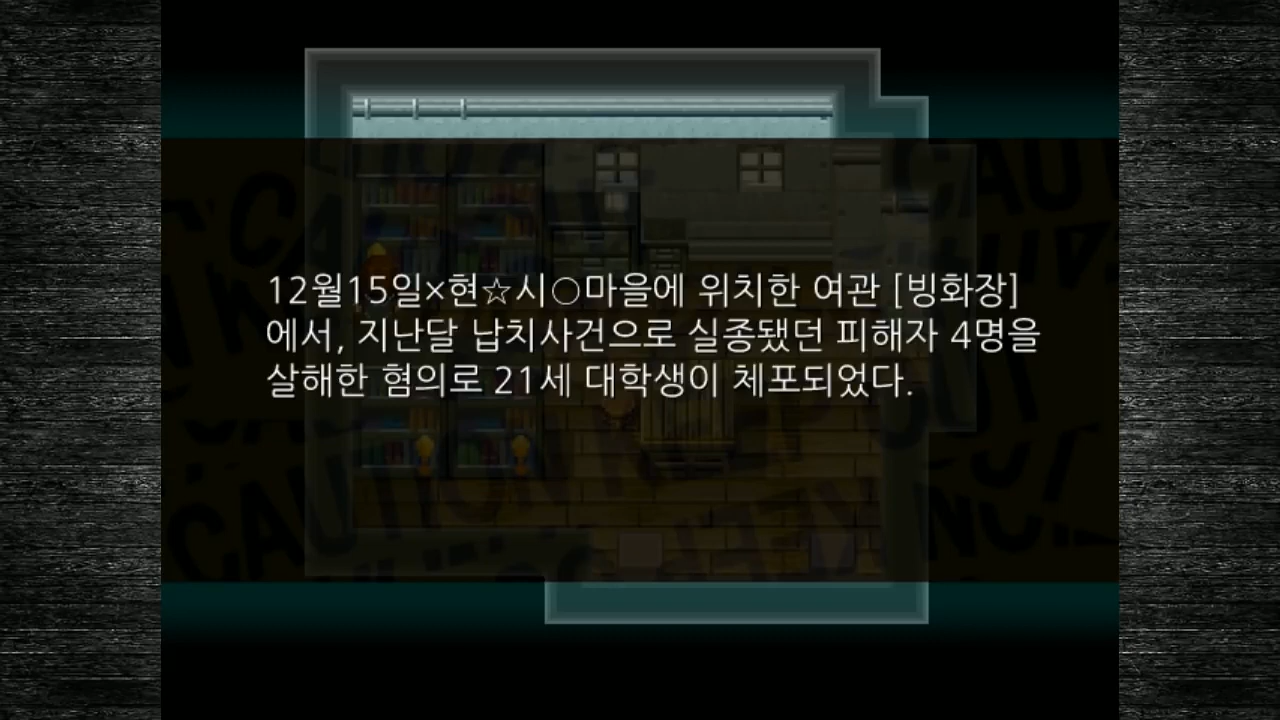 12월15일×현☆시○마을에 위치한 여관 [빙화장]
에서, 지난달 납치사건으로 실종됐던 피해자 4명을
살해한 혐의로 21세 대학생이 체포되었다.